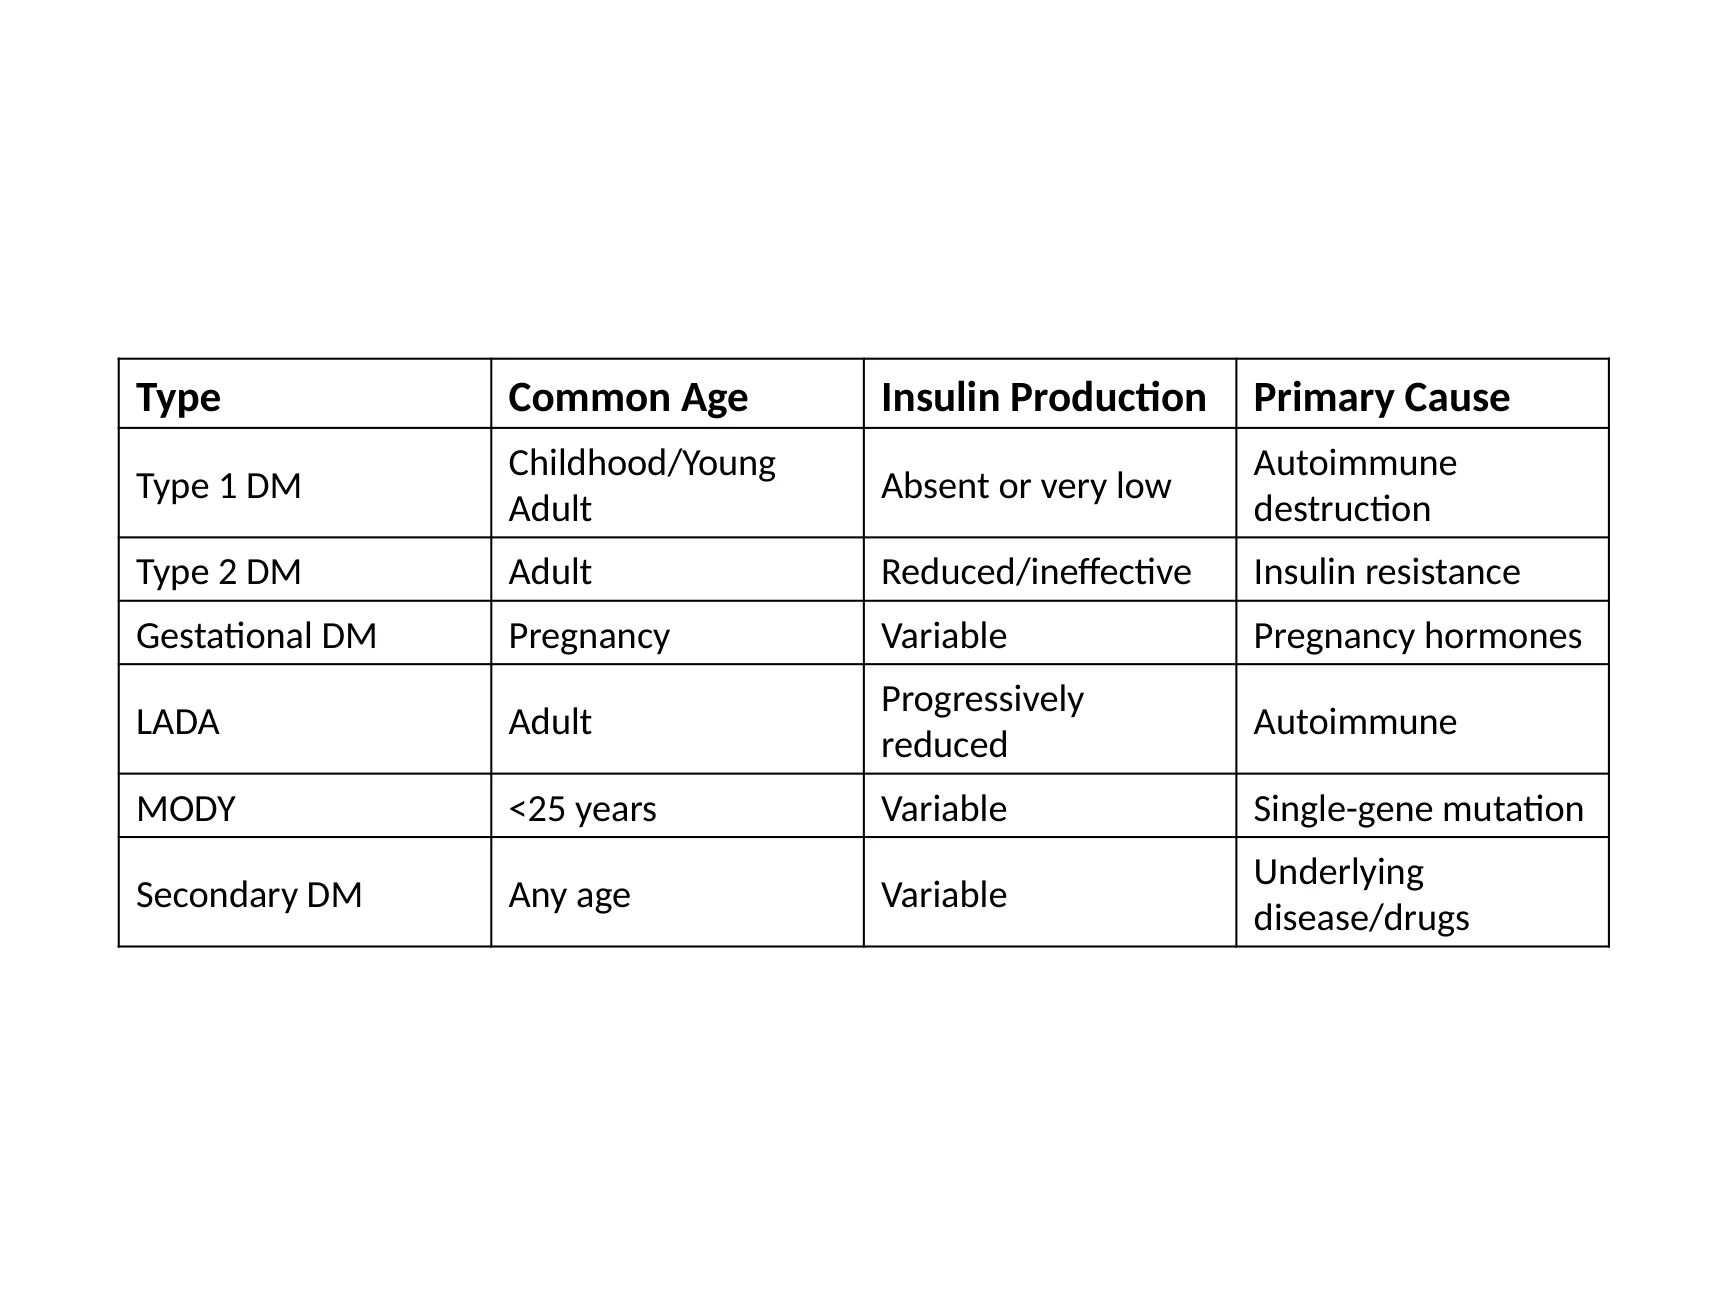 Type Common Age Insulin Production Primary Cause
Type 1 DM Childhood/Young Adult Absent or very low Autoimmune destruction
Type 2 DM Adult Reduced/ineffective Insulin resistance
Gestational DM Pregnancy Variable Pregnancy hormones
LADA Adult Progressively reduced Autoimmune
MODY <25 years Variable Single-gene mutation
Secondary DM Any age Variable Underlying disease/drugs